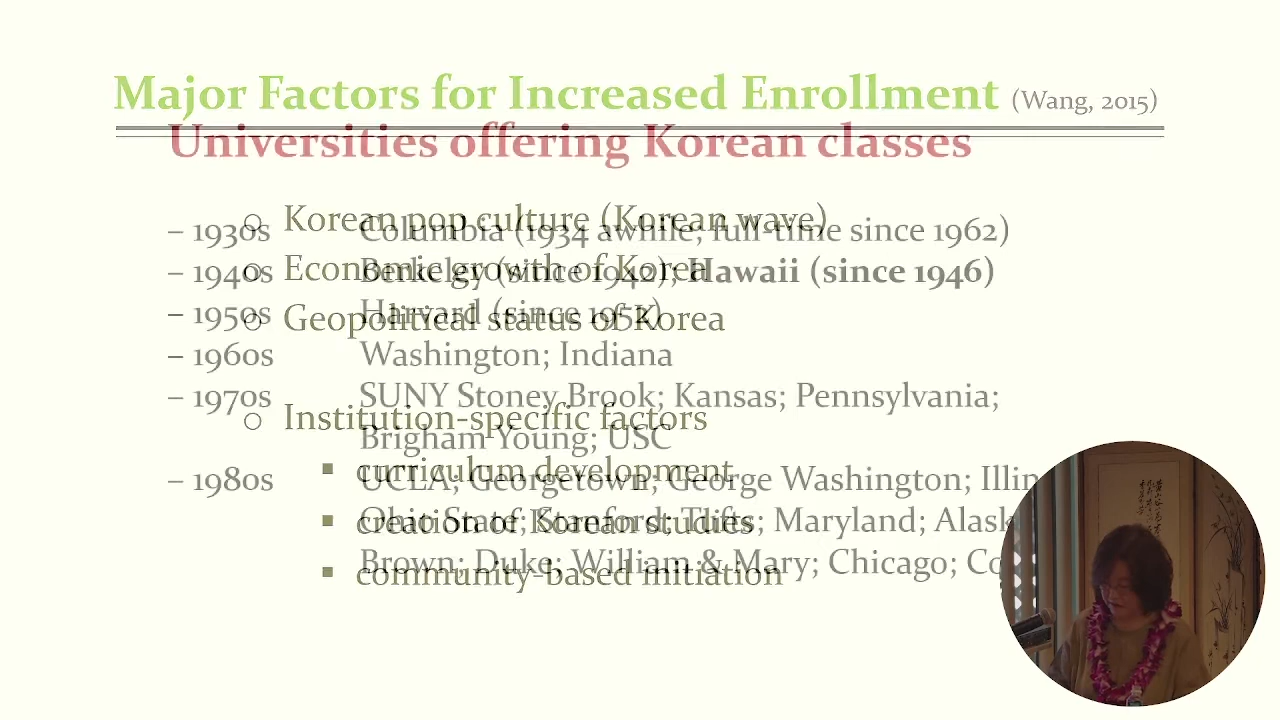 Major Factors for Increased Enrollment (Wang, 2015)
Universities offering Korean classes
○ Korean pop culture (Korean wave)
○ Economic growth of Korea
○ Geopolitical status of Korea
○ Institution-specific factors
▪ curriculum development
▪ creation of Korean studies
▪ community-based initiation
– 1930s Columbia (1934 awhile; full-time since 1962)
– 1940s Berkeley (since 1942); Hawaii (since 1946)
– 1950s Harvard (since 1952)
– 1960s Washington; Indiana
– 1970s SUNY Stoney Brook; Kansas; Pennsylvania;
Brigham Young; USC
– 1980s UCLA; Georgetown; George Washington;
Ohio State; Stanford; Tufts; Maryland;
Brown; Duke; William & Mary; Chicago;